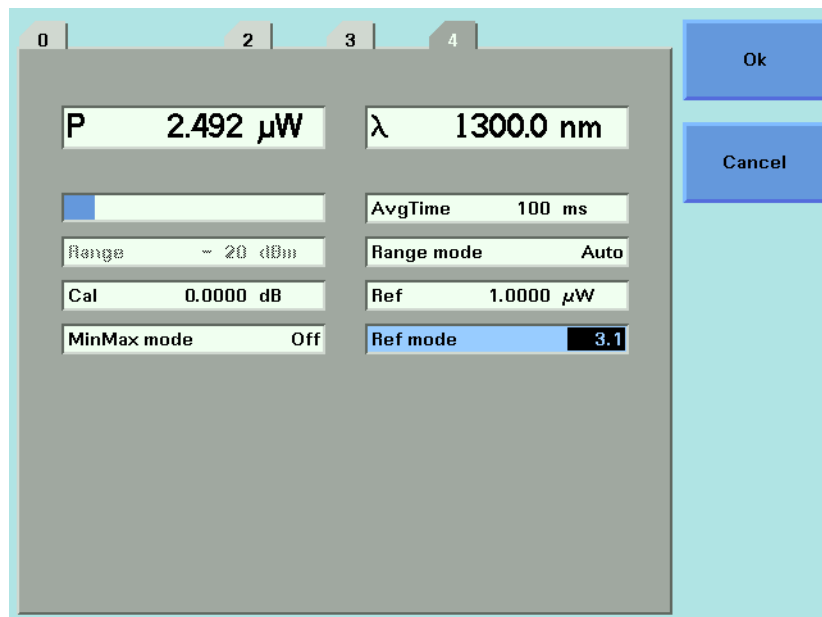 0 2 3 4
Ok
P 2.492 µW λ 1300.0 nm
Cancel
AvgTime 100 ms
Range - 20 dBm Range mode Auto
Cal 0.0000 dB Ref 1.0000 µW
MinMax mode Off Ref mode 3.1